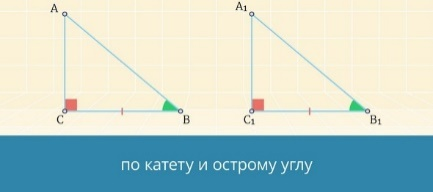 A A₁
C B C₁ B₁
по катету и острому углу